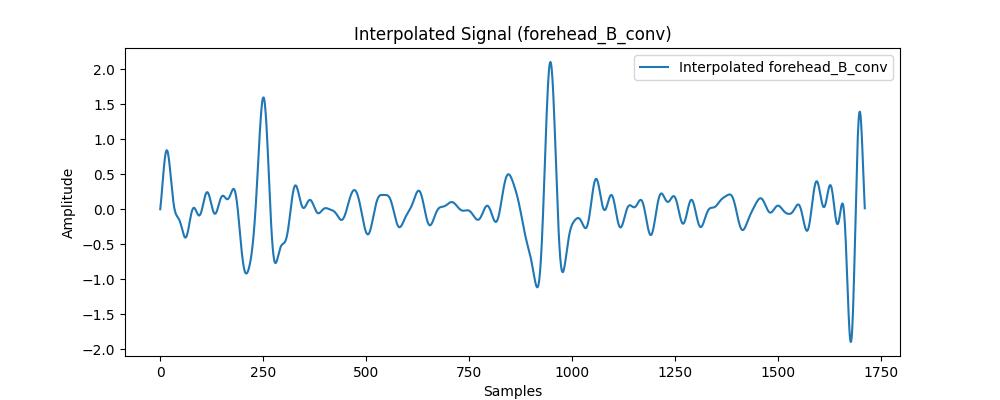 Interpolated Signal (forehead_B_conv)
Interpolated forehead_B_conv
Amplitude
2.0
1.5
1.0
0.5
0.0
−0.5
−1.0
−1.5
−2.0
0 250 500 750 1000 1250 1500 1750
Samples